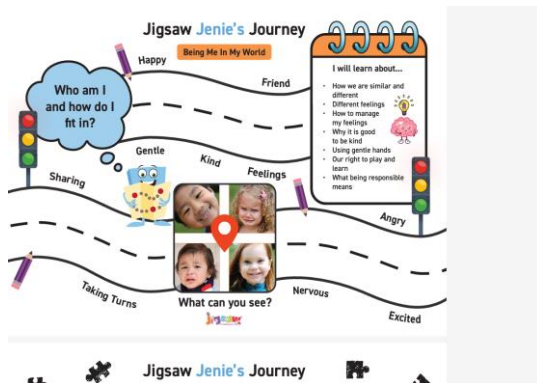 Jigsaw Jenie's Journey
Being Me In My World
Happy
Friend
Who am I
and how do I
fit in?
I will learn about...
• How we are similar and
different
• Different feelings
• How to manage
my feelings
• Why it is good
to be kind
• Using gentle hands
• Our right to play and
learn
• What being responsible
means
Gentle
Kind
Feelings
Sharing
Angry
Taking Turns
What can you see?
Nervous
Excited
jigsaw
Jigsaw Jenie's Journey